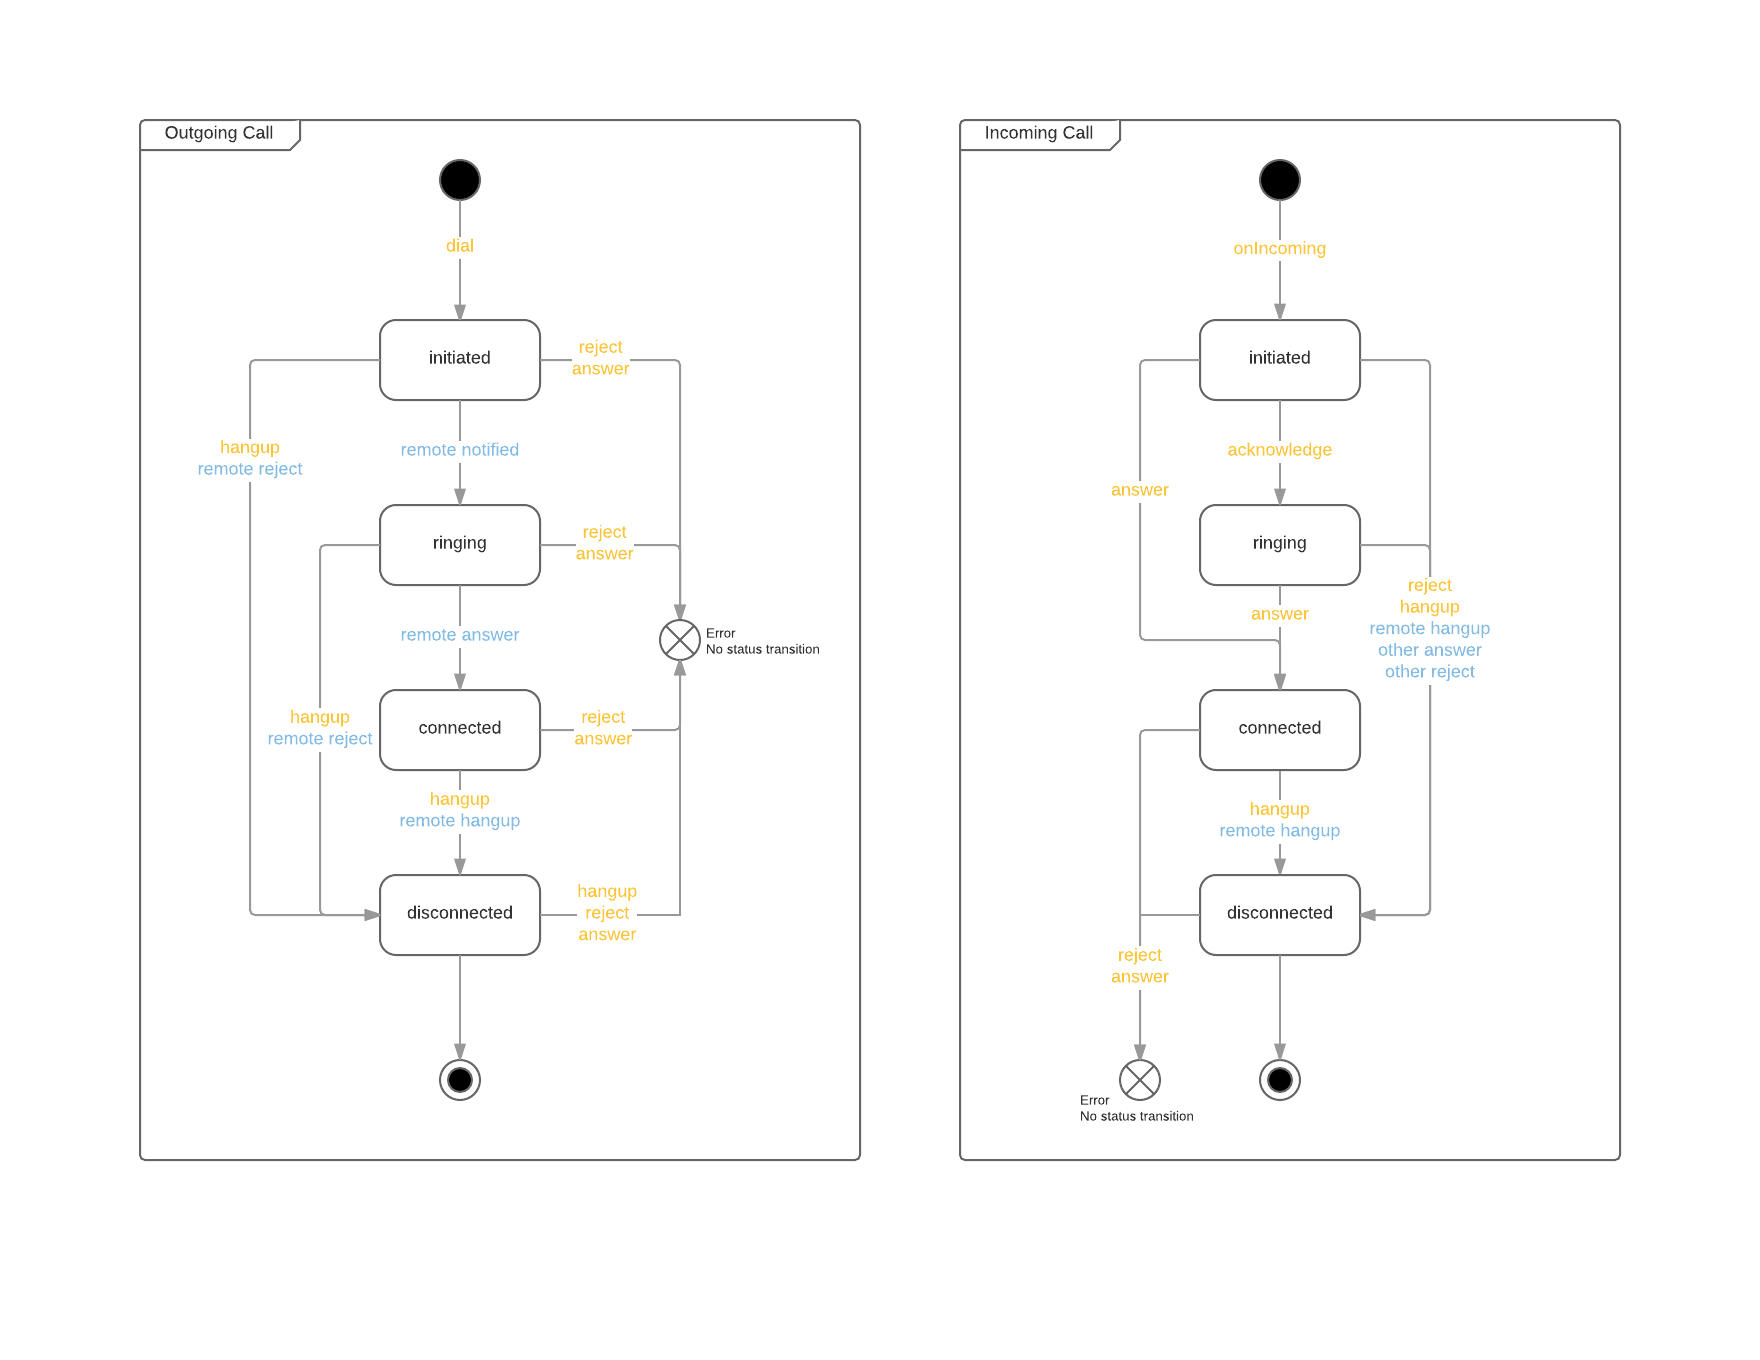 Outgoing Call
dial
initiated
reject
answer
hangup
remote reject
remote notified
ringing
reject
answer
remote answer
Error
No status transition
hangup
remote reject
connected
reject
answer
hangup
remote hangup
disconnected
hangup
reject
answer
Incoming Call
onIncoming
initiated
acknowledge
answer
ringing
answer
reject
hangup
remote hangup
other answer
other reject
connected
hangup
remote hangup
disconnected
reject
answer
Error
No status transition